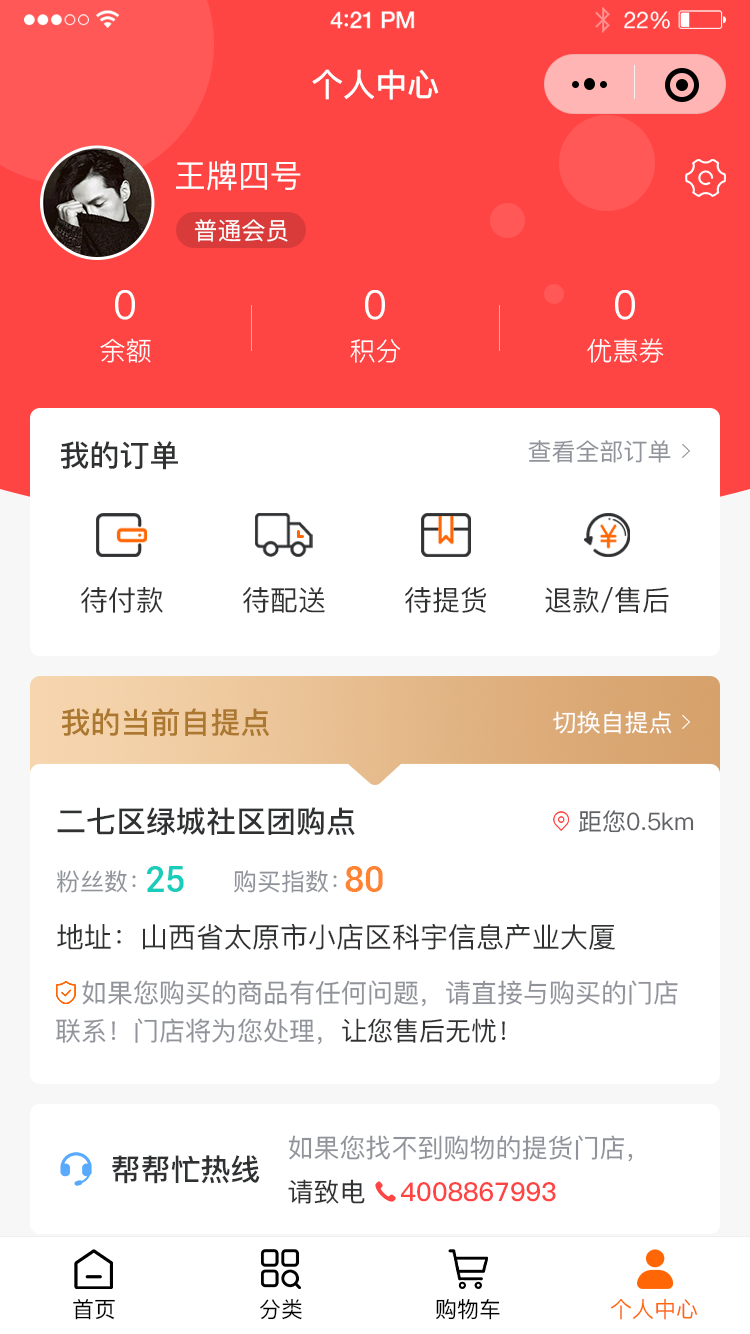 4:21 PM
22%
个人中心
王牌四号
普通会员
0 0 0
余额 积分 优惠券
我的订单 查看全部订单
待付款 待配送 待提货 退款/售后
我的当前自提点 切换自提点
二七区绿城社区团购点 距您0.5km
粉丝数：25 购买指数：80
地址：山西省太原市小店区科宇信息产业大厦
如果您购买的商品有任何问题，请直接与购买的门店
联系！门店将为您处理，让您售后无忧！
如果您找不到购物的提货门店，
帮帮忙热线
请致电 4008867993
首页 分类 购物车 个人中心